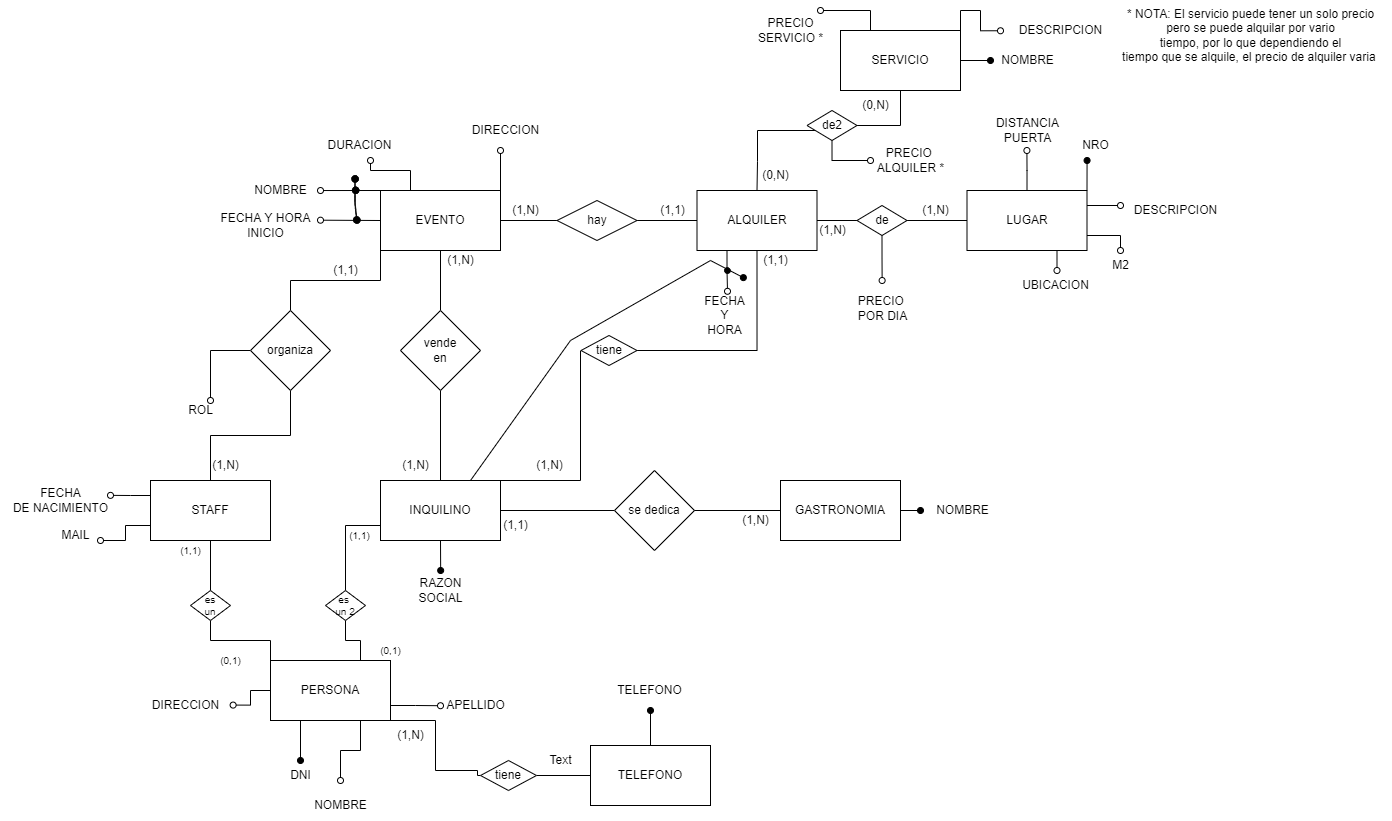 PRECIO
SERVICIO *
DESCRIPCION
* NOTA: El servicio puede tener un solo precio
pero se puede alquilar por vario
tiempo, por lo que dependiendo el
tiempo que se alquile, el precio de alquiler varia
SERVICIO
NOMBRE
(0,N)
de2
DISTANCIA
PUERTA
DIRECCION
DURACION
NRO
PRECIO
ALQUILER *
(0,N)
NOMBRE
FECHA Y HORA
INICIO
EVENTO
(1,N)
hay
(1,1)
ALQUILER
(1,N)
de
(1,N)
LUGAR
DESCRIPCION
(1,1)
(1,N)
(1,1)
M2
UBICACION
FECHA
Y
HORA
PRECIO
POR DIA
organiza
vende
en
tiene
ROL
(1,N)
(1,N)
(1,N)
FECHA
DE NACIMIENTO
MAIL
STAFF
INQUILINO
(1,1)
se dedica
(1,N)
GASTRONOMIA
NOMBRE
(1,1)
(1,1)
RAZON
SOCIAL
es
un
es
un 2
(0,1)
(0,1)
PERSONA
DIRECCION
APELLIDO
TELEFONO
(1,N)
DNI
NOMBRE
tiene
Text
TELEFONO